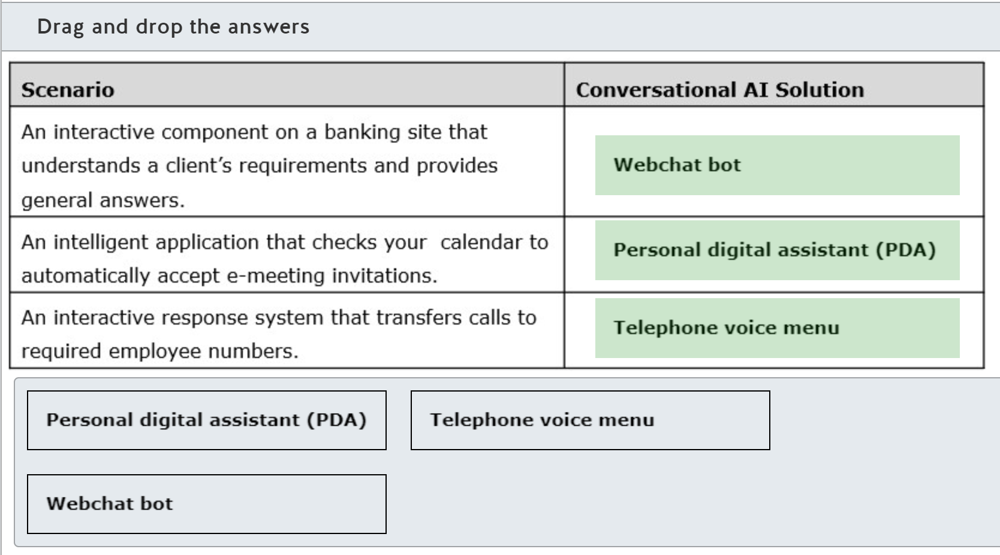 Drag and drop the answers
Scenario
Conversational AI Solution
An interactive component on a banking site that
understands a client’s requirements and provides
general answers.
Webchat bot
An intelligent application that checks your  calendar to
automatically accept e-meeting invitations.
Personal digital assistant (PDA)
An interactive response system that transfers calls to
required employee numbers.
Telephone voice menu
Personal digital assistant (PDA)
Telephone voice menu
Webchat bot